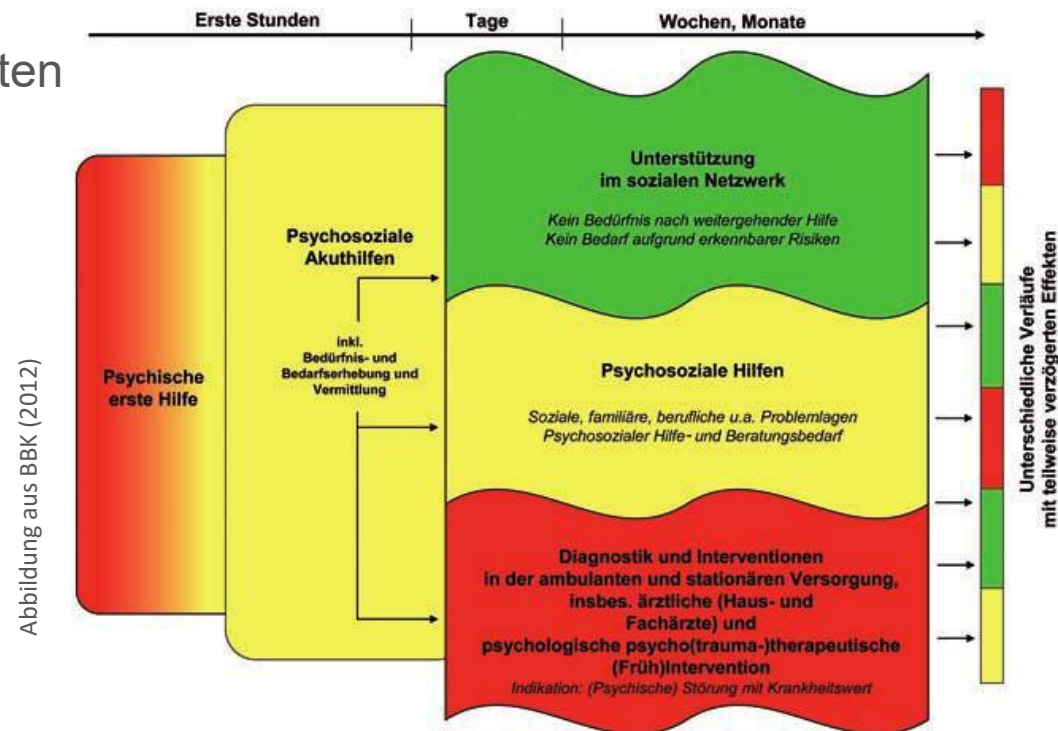 Erste Stunden
Tage
Wochen, Monate
ten
Psychische
erste Hilfe
Psychosoziale
Akuthilfen
inkl.
Bedürfnis- und
Bedarfserhebung und
Vermittlung
Unterstützung
im sozialen Netzwerk
Kein Bedürfnis nach weitergehender Hilfe
Kein Bedarf aufgrund erkennbarer Risiken
Psychosoziale Hilfen
Soziale, familiäre, berufliche u.a. Problemlagen
Psychosozialer Hilfe- und Beratungsbedarf
Diagnostik und Interventionen
in der ambulanten und stationären Versorgung,
insbes. ärztliche (Haus- und
Fachärzte) und
psychologische psycho(trauma-)therapeutische
(Früh)Intervention
Indikation: (Psychische) Störung mit Krankheitswert
Unterschiedliche Verläufe
mit teilweise verzögerten Effekten
Abbildung aus BBK (2012)